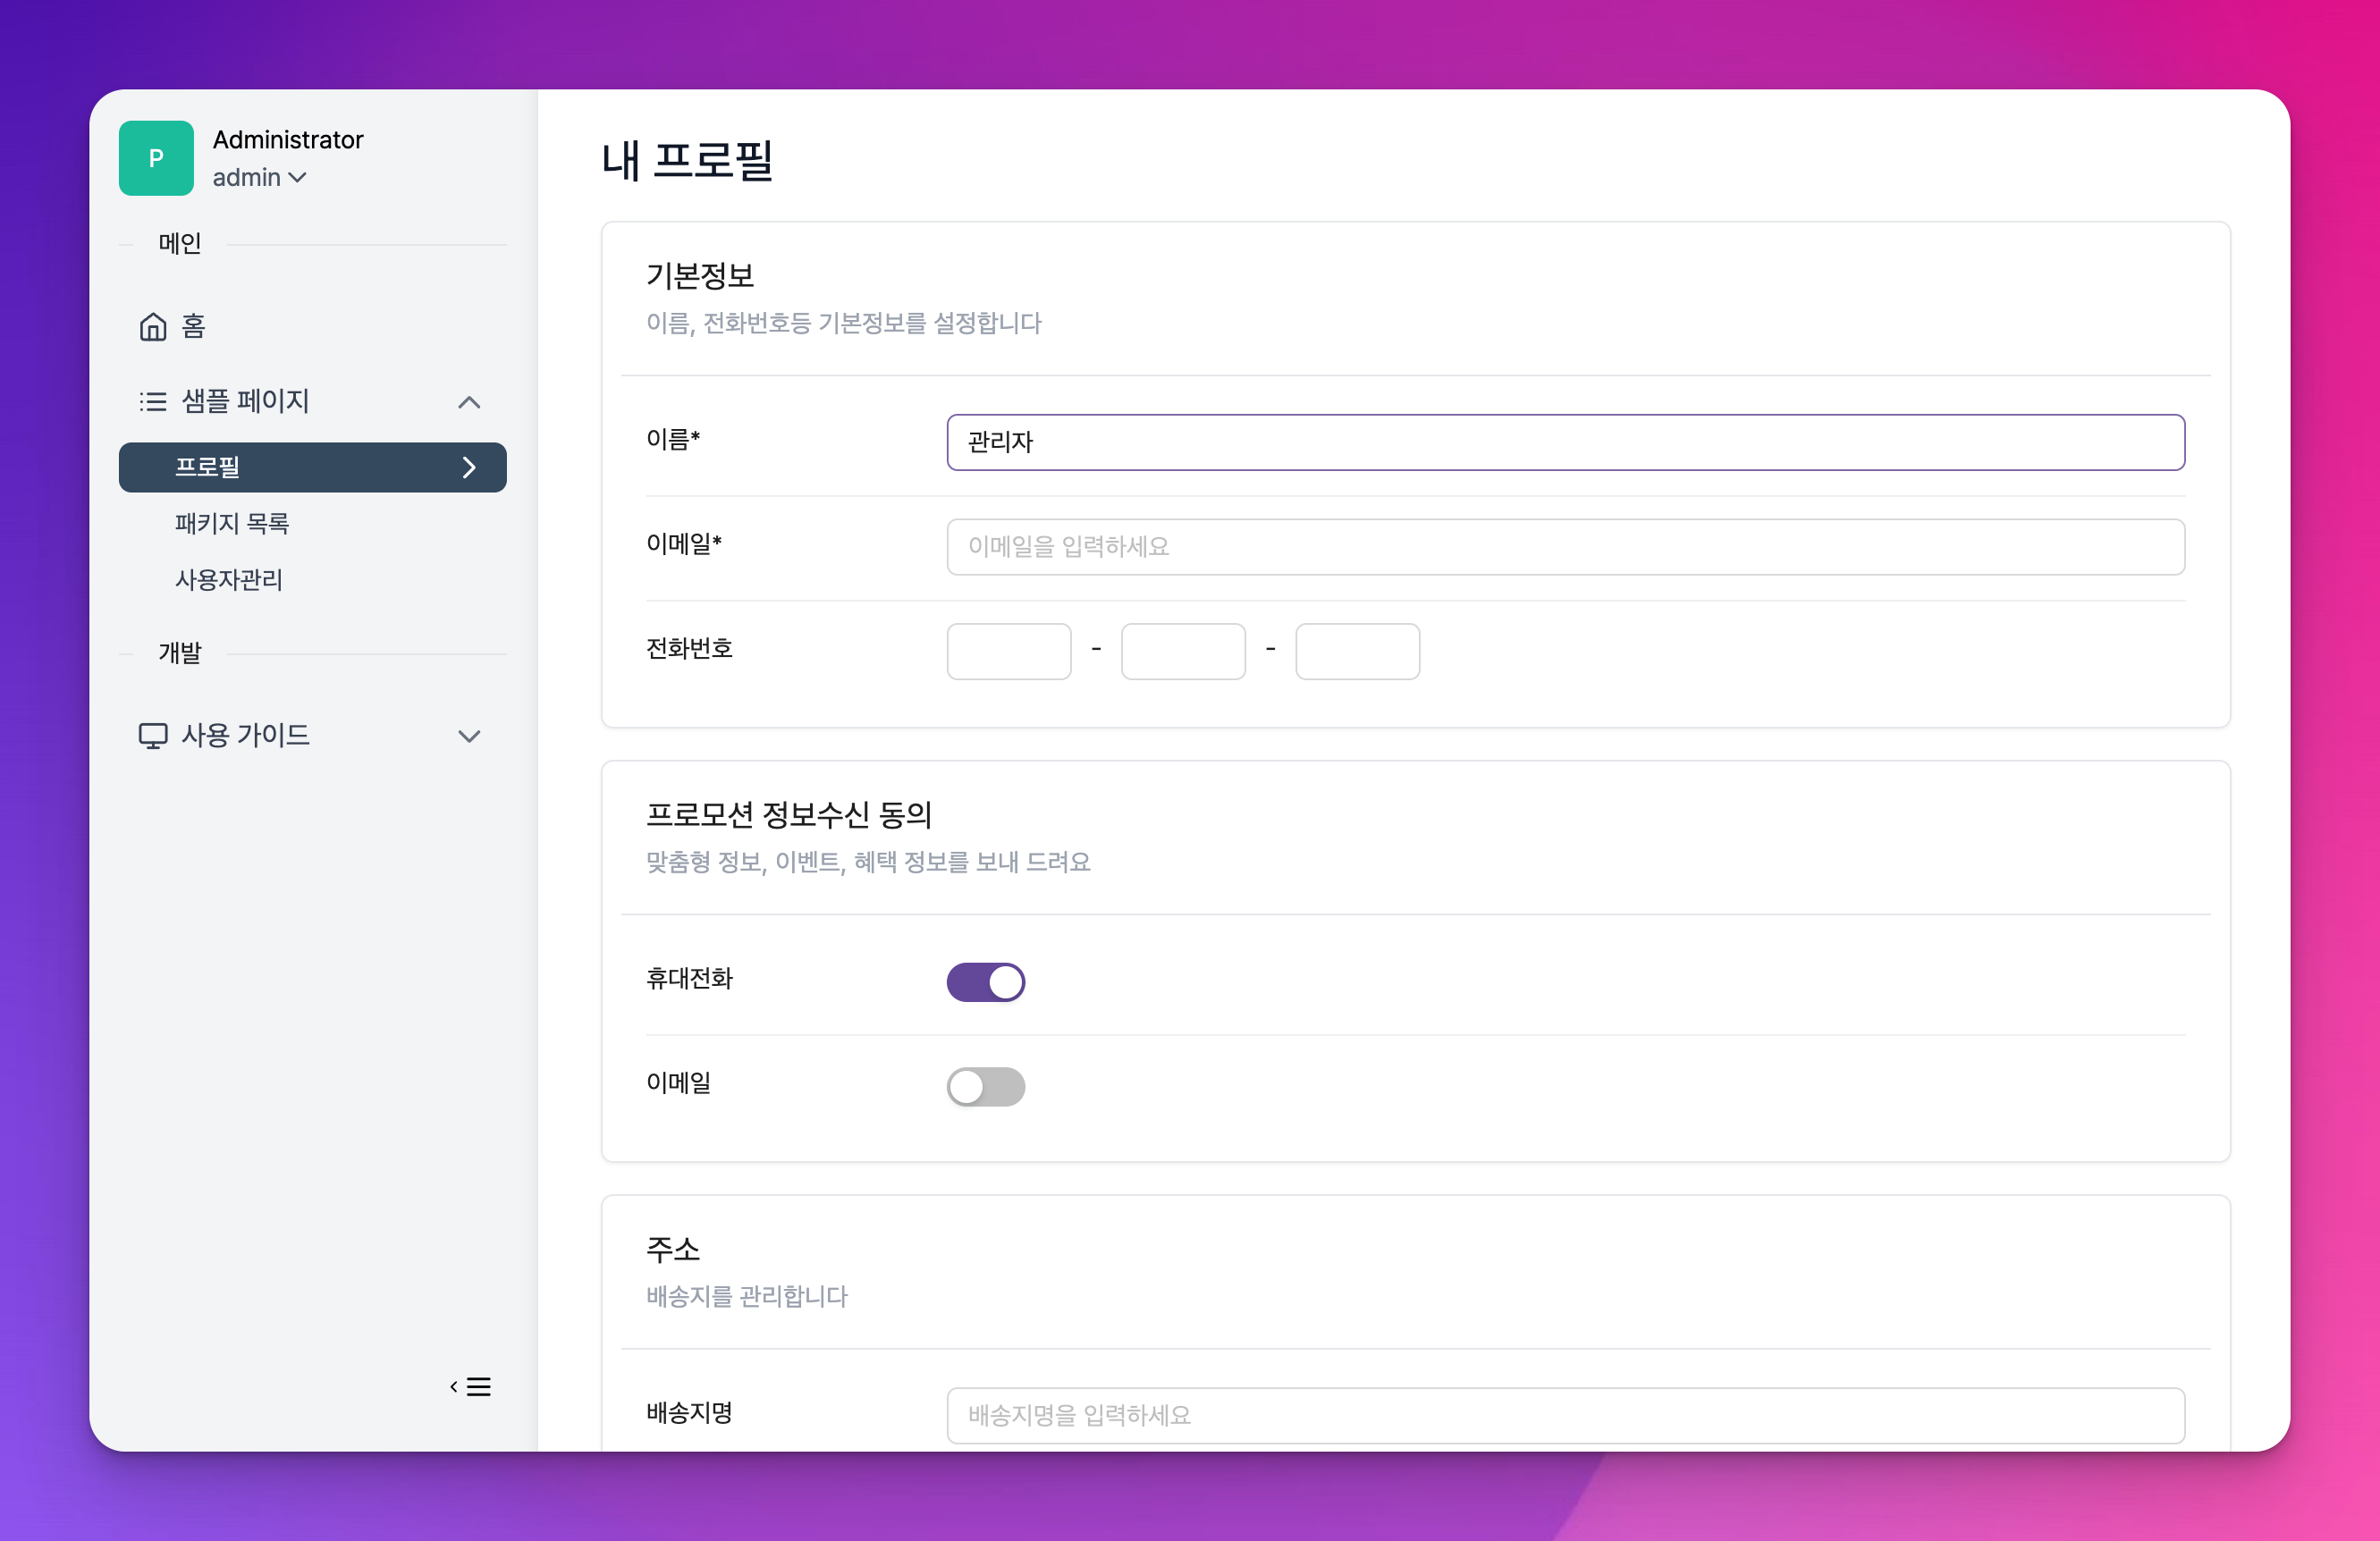 P
Administrator
admin
메인
홈
샘플 페이지
프로필
패키지 목록
사용자관리
개발
사용 가이드
내 프로필
기본정보
이름, 전화번호등 기본정보를 설정합니다
이름*
관리자
이메일*
이메일을 입력하세요
전화번호
- -
프로모션 정보수신 동의
맞춤형 정보, 이벤트, 혜택 정보를 보내 드려요
휴대전화
이메일
주소
배송지를 관리합니다
배송지명
배송지명을 입력하세요